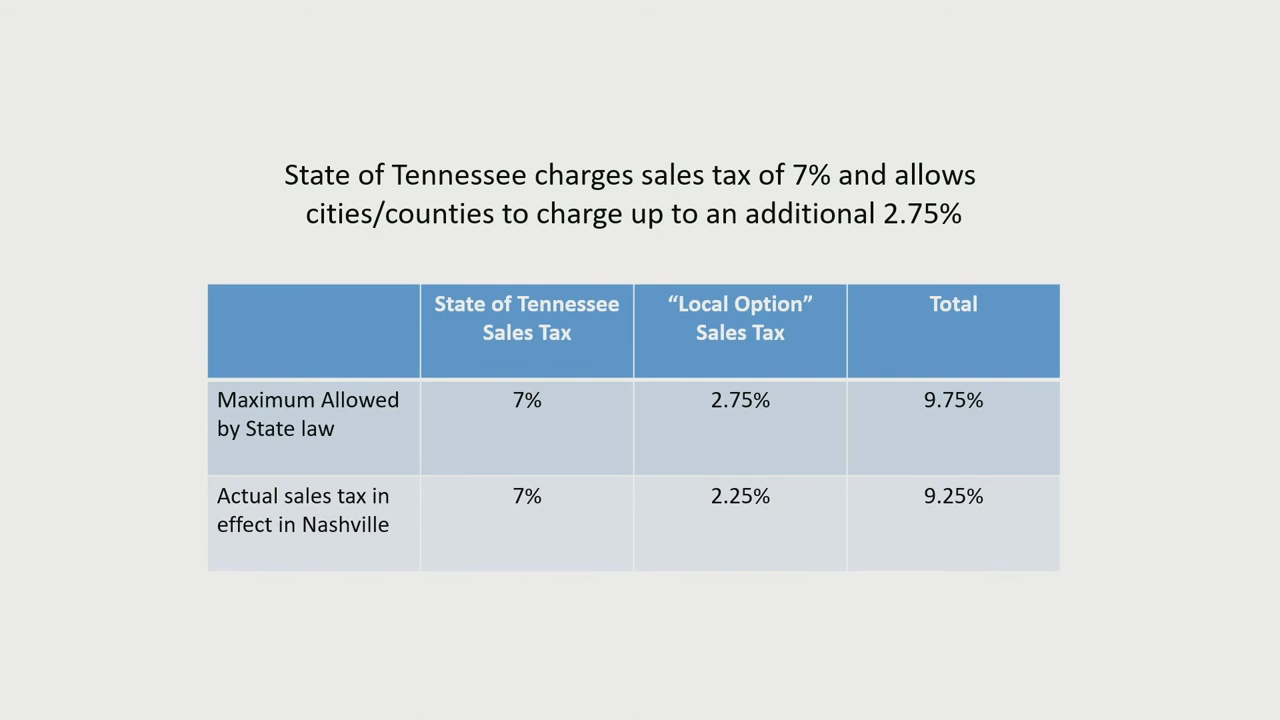 State of Tennessee charges sales tax of 7% and allows
cities/counties to charge up to an additional 2.75%
State of Tennessee
Sales Tax
“Local Option”
Sales Tax
Total
Maximum Allowed
by State law
7%
2.75%
9.75%
Actual sales tax in
effect in Nashville
7%
2.25%
9.25%